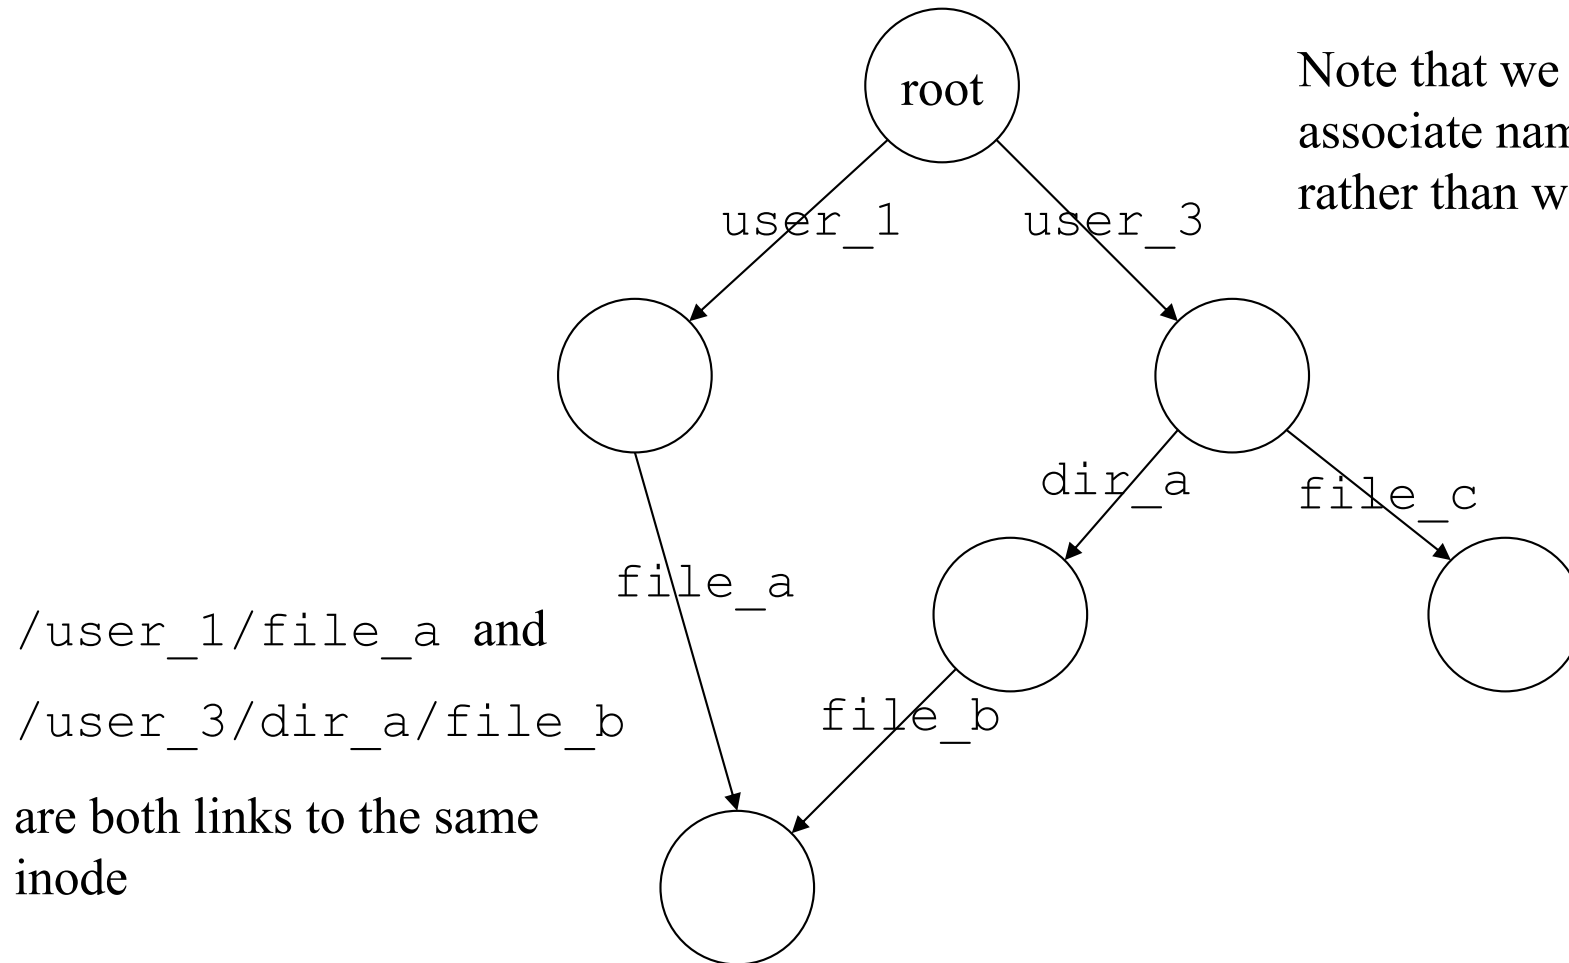 root
Note that we
associate
rather than
user_1
user_3
dir_a
file_c
file_a
/user_1/file_a and
/user_3/dir_a/file_b
file_b
are both links to the same
inode